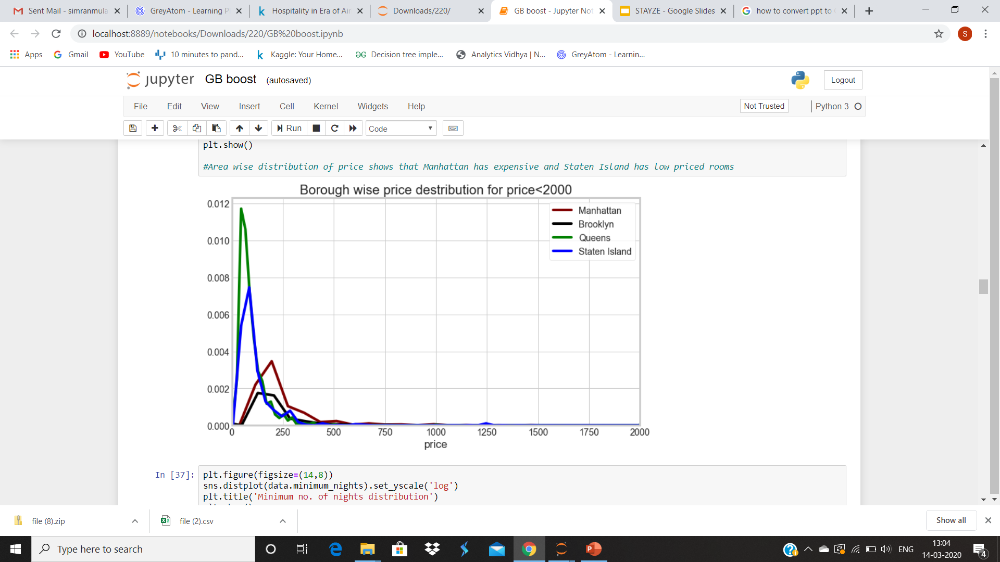 Sent Mail - simranmula
GreyAtom - Learning Pl
Hospitality in Era of Air
Downloads/220/
GB boost - Jupyter Not
STAYZE - Google Slides
how to convert ppt to
localhost:8889/notebooks/Downloads/220/GB%20boost.ipynb
S
Apps
Gmail
YouTube
10 minutes to pand...
Kaggle: Your Home...
Decision tree imple...
Analytics Vidhya | N...
GreyAtom - Learnin...
jupyter GB boost (autosaved)
Logout
File Edit View Insert Cell Kernel Widgets Help
Not Trusted
Python 3
Run
Code
plt.show()
#Area wise distribution of price shows that Manhattan has expensive and Staten Island has low priced rooms
Borough wise price destribution for price<2000
0.012
0.010
0.008
0.006
0.004
0.002
0.000
Manhattan
Brooklyn
Queens
Staten Island
0 250 500 750 1000 1250 1500 1750 2000
price
In [37]:
plt.figure(figsize=(14,8))
sns.distplot(data.minimum_nights).set_yscale('log')
plt.title('Minimum no. of nights distribution')
file (8).zip
file (2).csv
Show all
Type here to search
ENG
13:04
14-03-2020
4